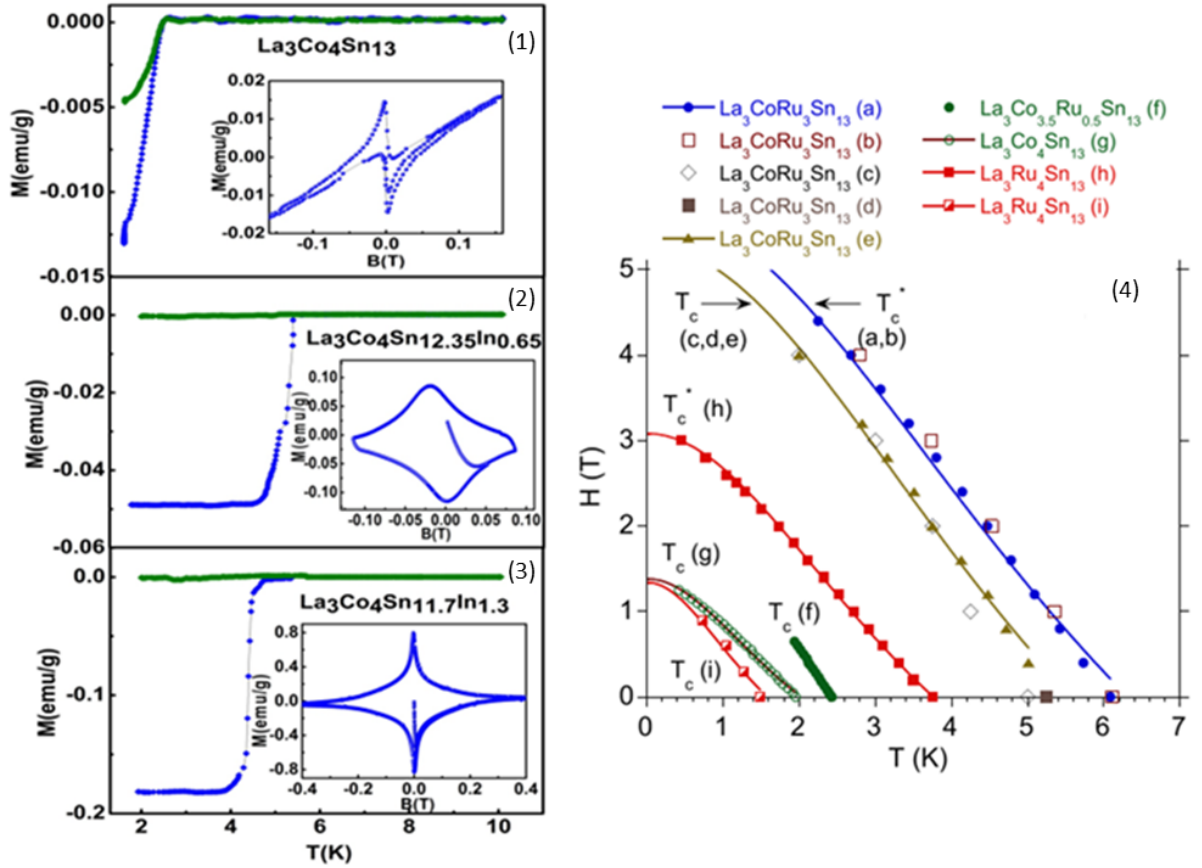 (1)
La3Co4Sn13
M(emu/g)
0.000
-0.005
-0.010
-0.015
M(emu/g)
0.02
0.01
0.00
-0.01
-0.02
-0.1 0.0 0.1
B(T)
(2)
La3Co4Sn12.35In0.65
M(emu/g)
0.00
-0.02
-0.04
-0.06
M(emu/g)
0.10
0.05
0.00
-0.05
-0.10
-0.10 -0.05 0.00 0.05 0.10
B(T)
(3)
La3Co4Sn11.7In1.3
M(emu/g)
0.0
-0.1
-0.2
M(emu/g)
0.8
0.4
0.0
-0.4
-0.8
-0.4 -0.2 0.0 0.2 0.4
B(T)
2 4 6 8 10
T(K)
La3CoRu3Sn13 (a)
La3CoRu3Sn13 (b)
La3CoRu3Sn13 (c)
La3CoRu3Sn13 (d)
La3CoRu3Sn13 (e)
La3Co3.5Ru0.5Sn13 (f)
La3Co4Sn13 (g)
La3Ru4Sn13 (h)
La3Ru4Sn13 (i)
(4)
H (T)
5
4
3
2
1
0
Tc
(c,d,e)
Tc*
(a,b)
Tc* (h)
Tc (g)
Tc (f)
Tc (i)
0 1 2 3 4 5 6 7
T (K)